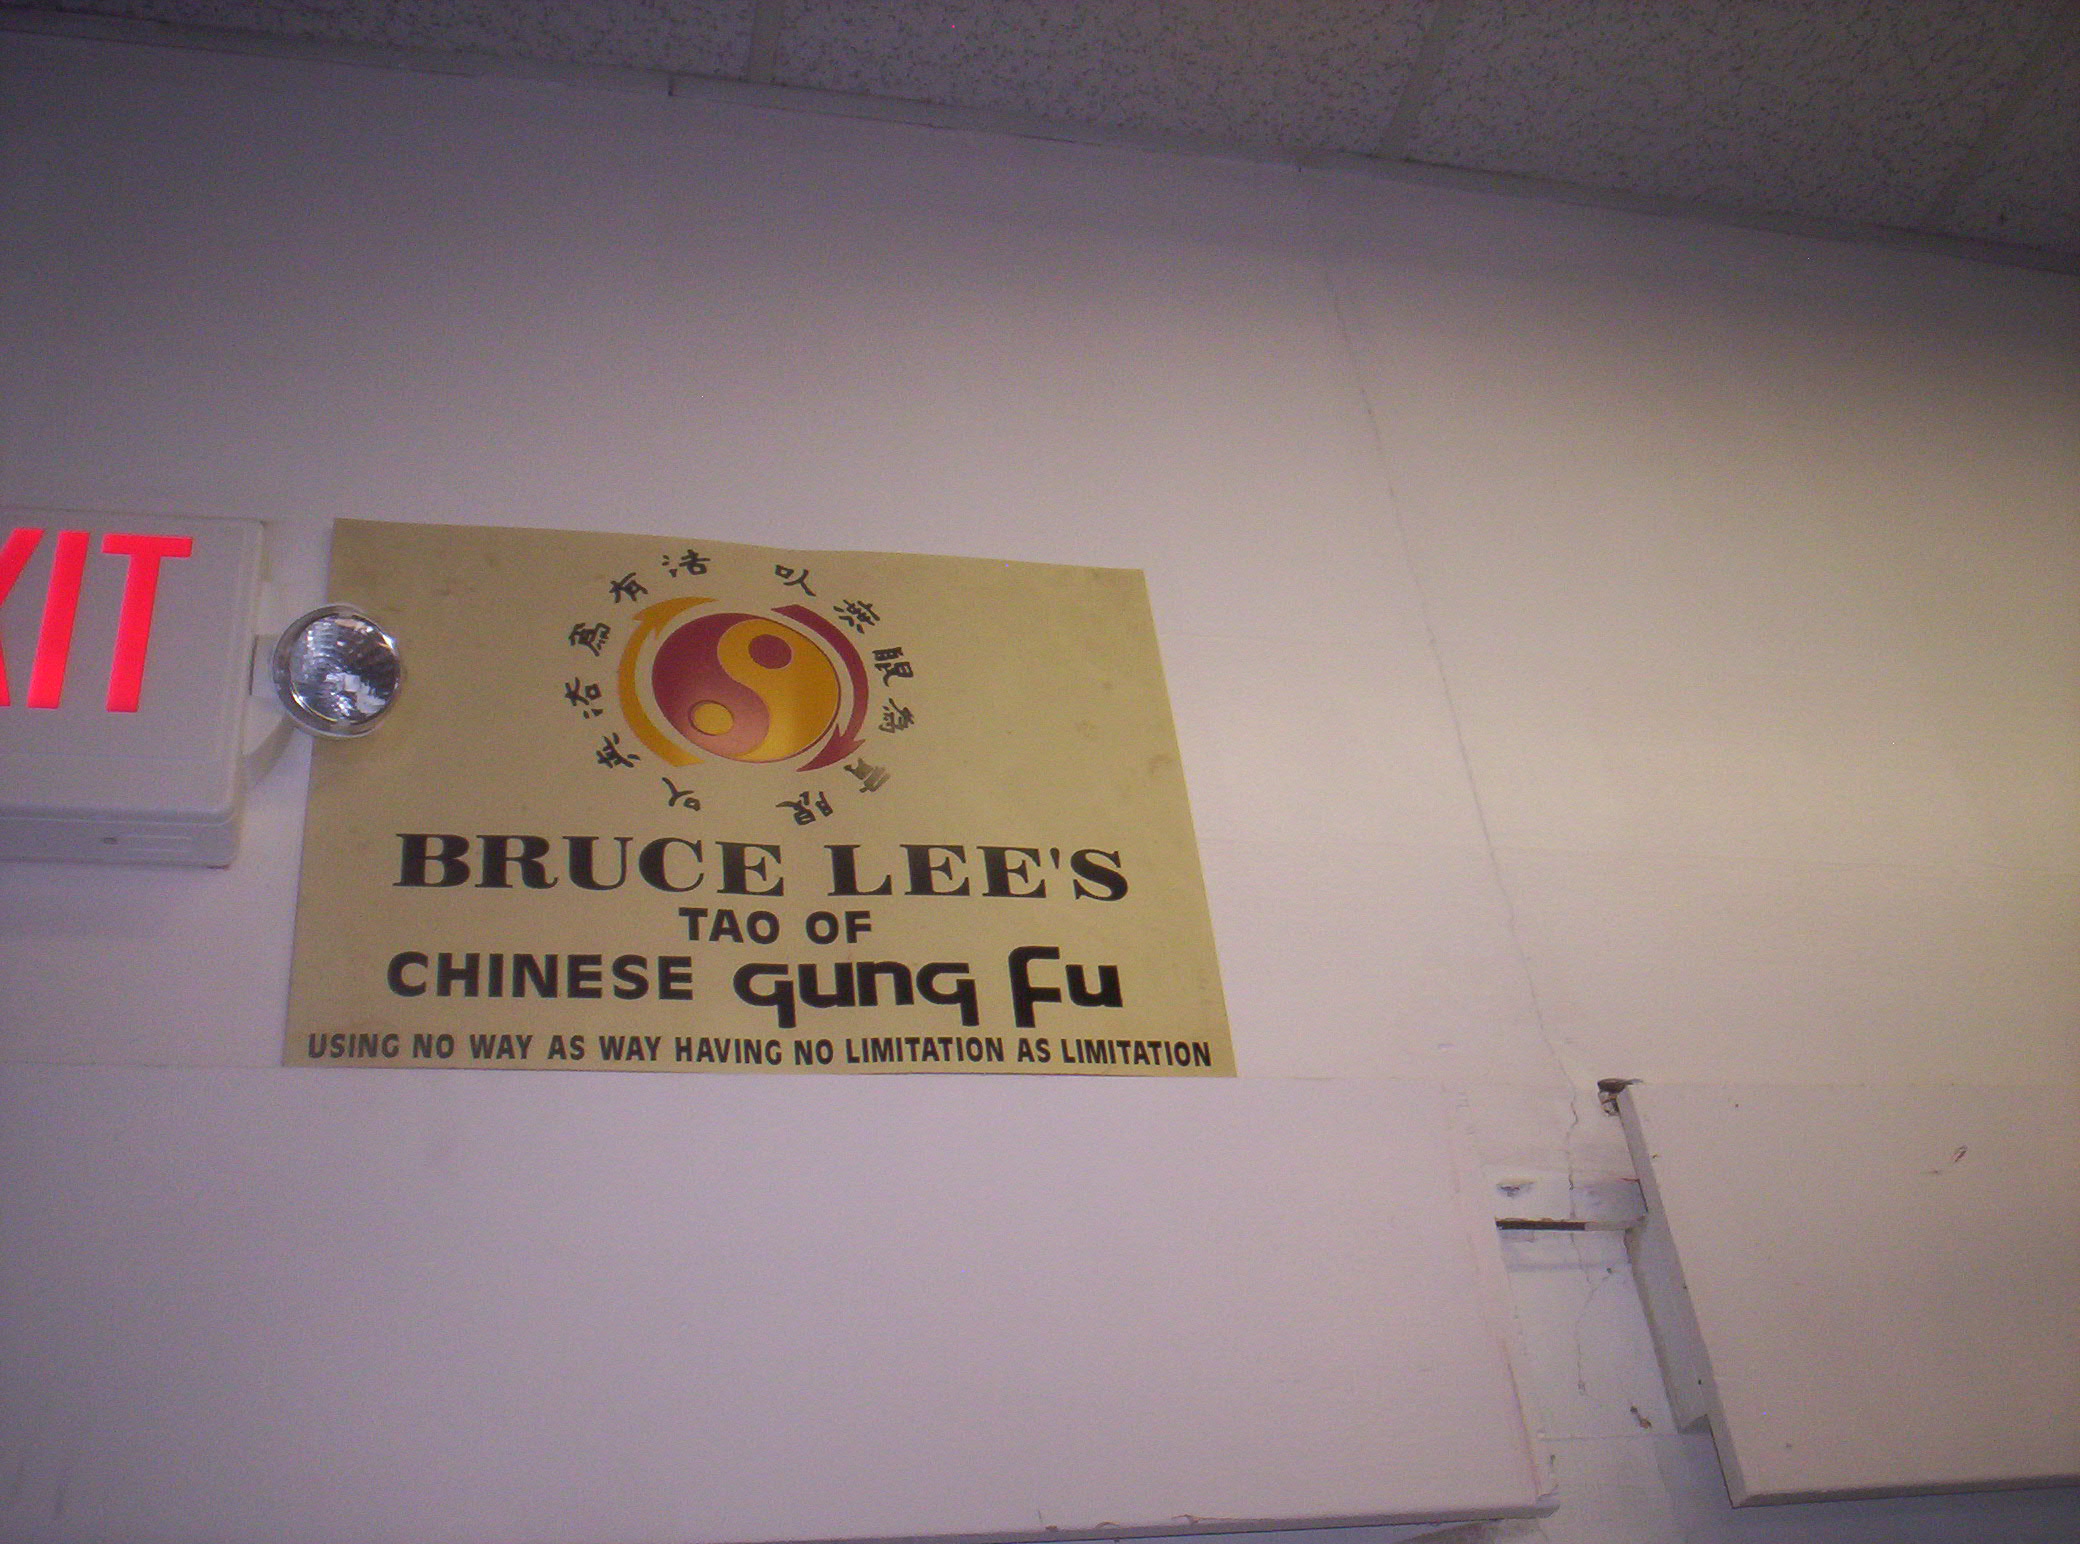 XIT
以無法為有法
以無限為有限
BRUCE LEE'S
TAO OF
CHINESE GUNG FU
USING NO WAY AS WAY HAVING NO LIMITATION AS LIMITATION